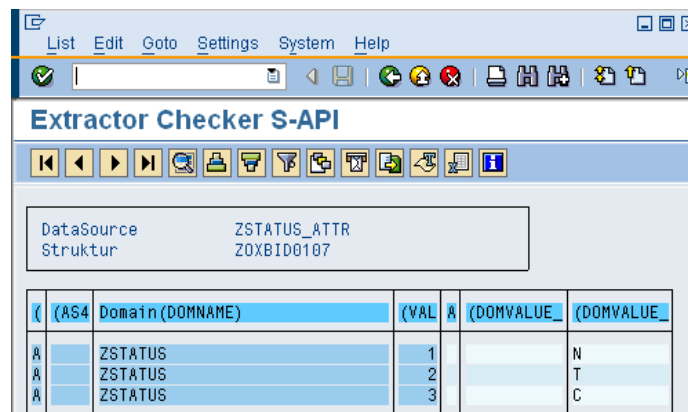 List Edit Goto Settings System Help
Extractor Checker S-API
DataSource ZSTATUS_ATTR
Struktur ZOXBID0107
( (AS4 Domain(DOMNAME) (VAL A (DOMVALUE_ (DOMVALUE_
A ZSTATUS 1 N
A ZSTATUS 2 T
A ZSTATUS 3 C